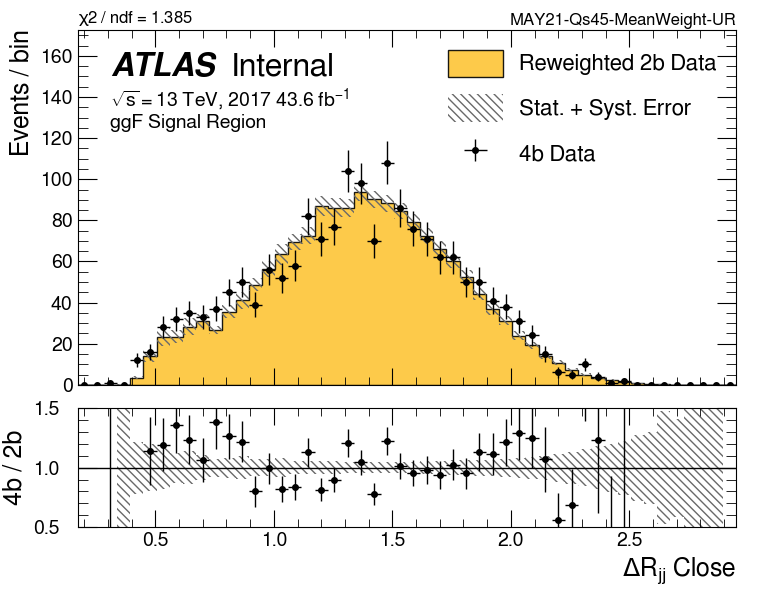 χ2 / ndf = 1.385
MAY21-Qs45-MeanWeight-UR
Events / bin
160
140
120
100
80
60
40
20
0
ATLAS Internal
√s = 13 TeV, 2017 43.6 fb⁻¹
ggF Signal Region
Reweighted 2b Data
Stat. + Syst. Error
4b Data
4b / 2b
1.5
1.0
0.5
0.5 1.0 1.5 2.0 2.5
ΔRjj Close